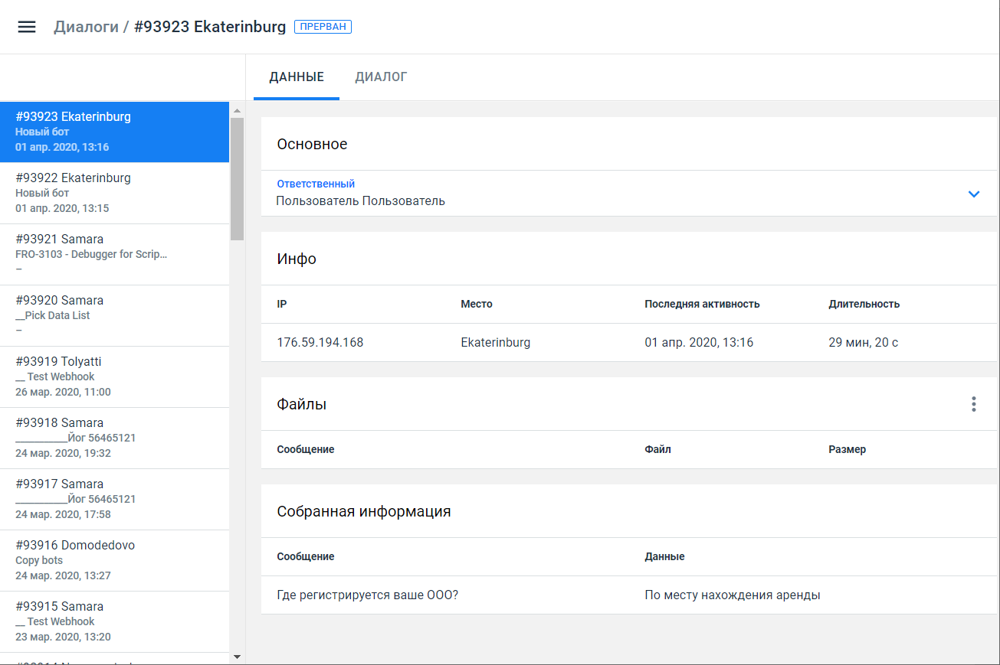 Диалоги / #93923 Ekaterinburg ПРЕРВАН
ДАННЫЕ ДИАЛОГ
#93923 Ekaterinburg
Новый бот
01 апр. 2020, 13:16
#93922 Ekaterinburg
Новый бот
01 апр. 2020, 13:15
#93921 Samara
FRO-3103 - Debugger for Scrip...
–
#93920 Samara
__Pick Data List
–
#93919 Tolyatti
__ Test Webhook
26 мар. 2020, 11:00
#93918 Samara
___________Йог 56465121
24 мар. 2020, 19:32
#93917 Samara
___________Йог 56465121
24 мар. 2020, 17:58
#93916 Domodedovo
Copy bots
24 мар. 2020, 13:27
#93915 Samara
__ Test Webhook
23 мар. 2020, 13:20
Основное
Ответственный
Пользователь Пользователь
Инфо
IP Место Последняя активность Длительность
176.59.194.168 Ekaterinburg 01 апр. 2020, 13:16 29 мин, 20 с
Файлы
Сообщение Файл Размер
Собранная информация
Сообщение Данные
Где регистрируется ваше ООО? По месту нахождения аренды